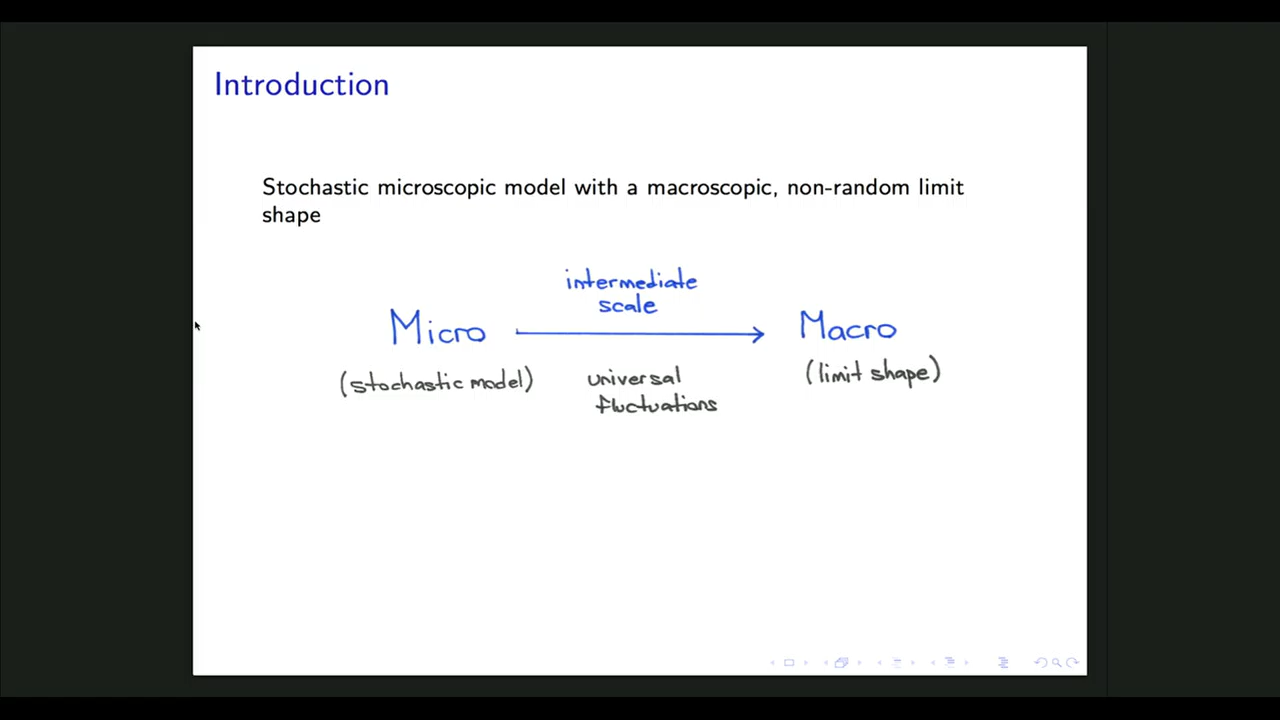 Introduction
Stochastic microscopic model with a macroscopic, non-random limit
shape
intermediate
scale
Micro
Macro
(stochastic model)
universal
fluctuations
(limit shape)